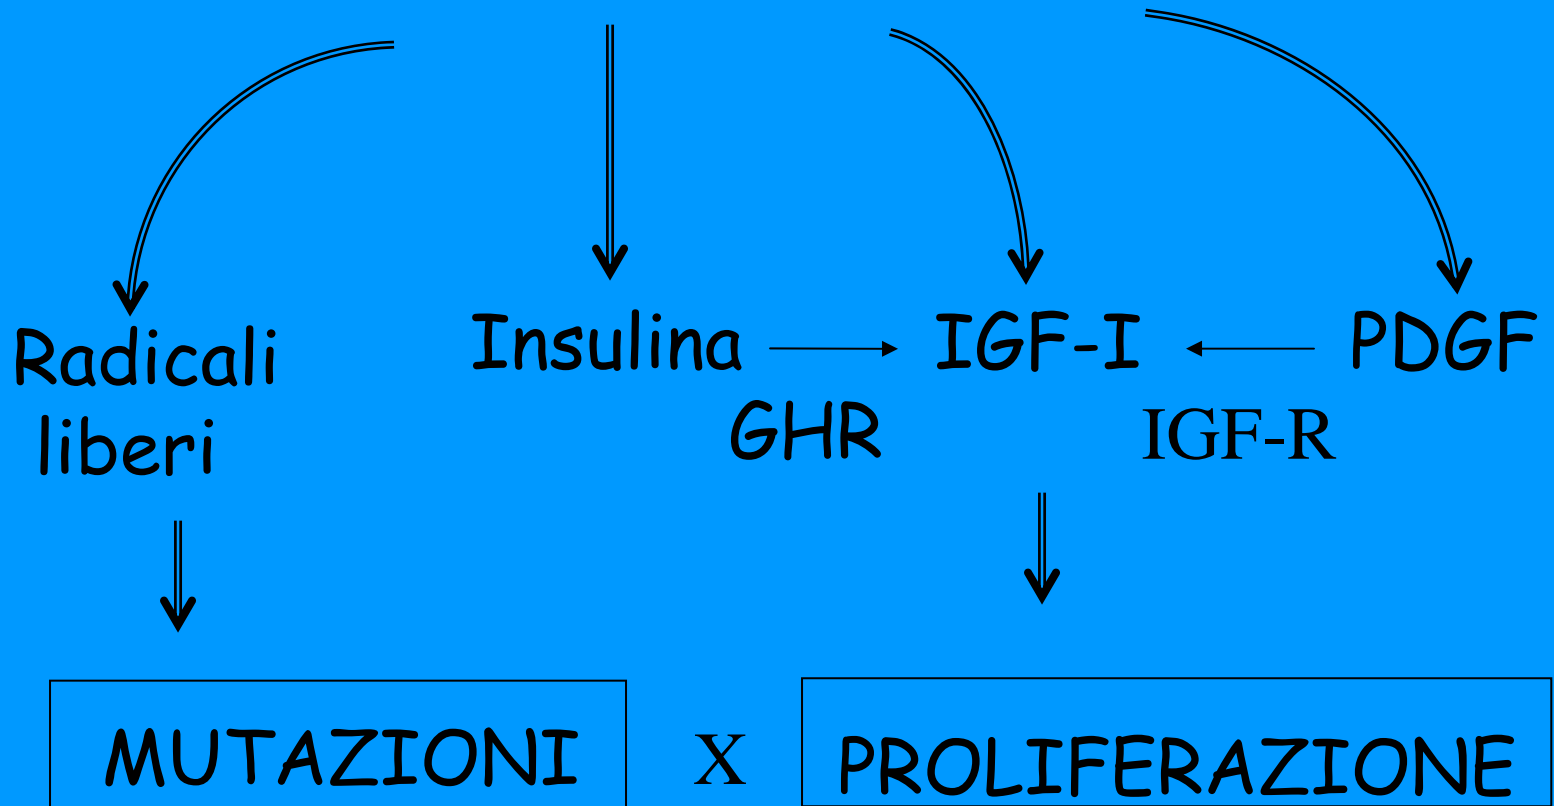 Radicali
liberi
Insulina
IGF-I
PDGF
GHR
IGF-R
MUTAZIONI X PROLIFERAZIONE